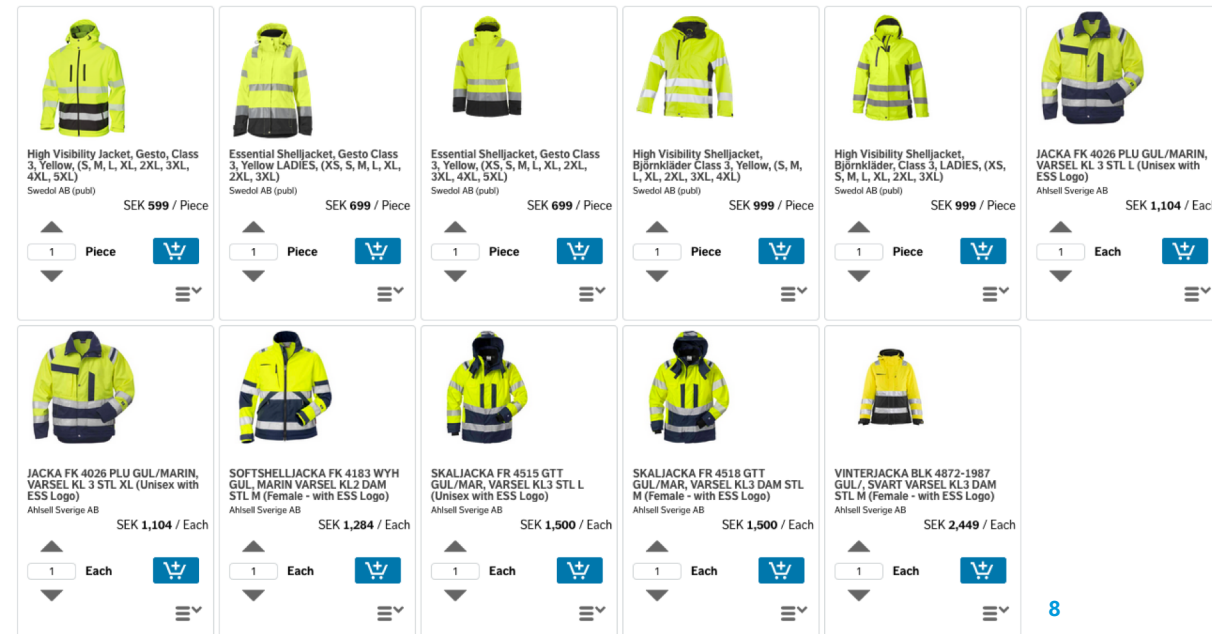 High Visibility Jacket, Gesto, Class
3, Yellow, (S, M, L, XL, 2XL, 3XL,
4XL, 5XL)
Swedol AB (publ)
SEK 599 / Piece
1 Piece
Essential Shelljacket, Gesto Class
3, Yellow LADIES, (XS, S, M, L, XL,
2XL, 3XL)
Swedol AB (publ)
SEK 699 / Piece
1 Piece
Essential Shelljacket, Gesto Class
3, Yellow, (XS, S, M, L, XL, 2XL,
3XL, 4XL, 5XL)
Swedol AB (publ)
SEK 699 / Piece
1 Piece
High Visibility Shelljacket,
Björnkläder Class 3, Yellow, (S, M,
L, XL, 2XL, 3XL, 4XL)
Swedol AB (publ)
SEK 999 / Piece
1 Piece
High Visibility Shelljacket,
Björnkläder, Class 3, LADIES, (XS,
S, M, L, XL, 2XL, 3XL)
Swedol AB (publ)
SEK 999 / Piece
1 Piece
JACKA FK 4026 PLU GUL/MARIN,
VARSEL KL 3 STL L (Unisex with
ESS Logo)
Ahlsell Sverige AB
SEK 1,104 / Each
1 Each
JACKA FK 4026 PLU GUL/MARIN,
VARSEL KL 3 STL XL (Unisex with
ESS Logo)
Ahlsell Sverige AB
SEK 1,104 / Each
1 Each
SOFTSHELLJACKA FK 4183 WYH
GUL, MARIN VARSEL KL2 DAM
STL M (Female - with ESS Logo)
Ahlsell Sverige AB
SEK 1,284 / Each
1 Each
SKALJACKA FR 4515 GTT
GUL/MAR, VARSEL KL3 STL L
(Unisex with ESS Logo)
Ahlsell Sverige AB
SEK 1,500 / Each
1 Each
SKALJACKA FR 4518 GTT
GUL/MAR, VARSEL KL3 DAM STL
M (Female - with ESS Logo)
Ahlsell Sverige AB
SEK 1,500 / Each
1 Each
VINTERJACKA BLK 4872-1987
GUL/, SVART VARSEL KL3 DAM
STL M (Female - with ESS Logo)
Ahlsell Sverige AB
SEK 2,449 / Each
1 Each
8